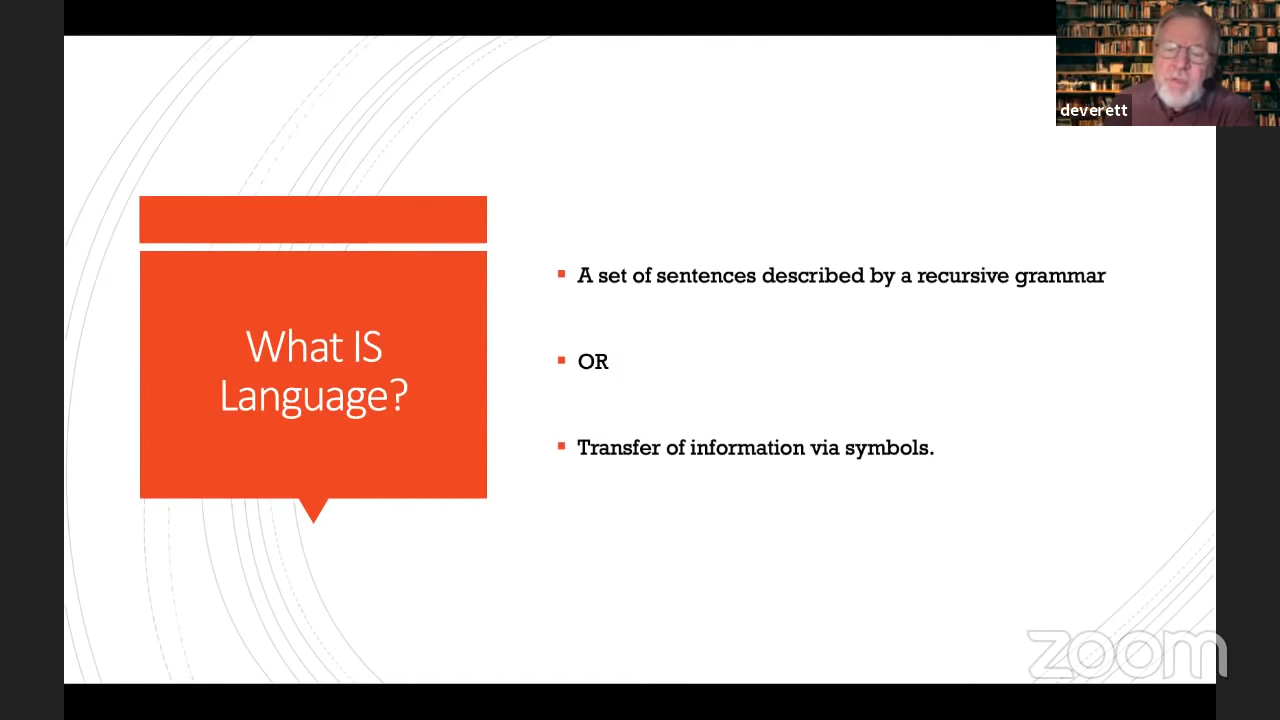 deverett
What IS
Language?
A set of sentences described by a recursive grammar
OR
Transfer of information via symbols.
zoom